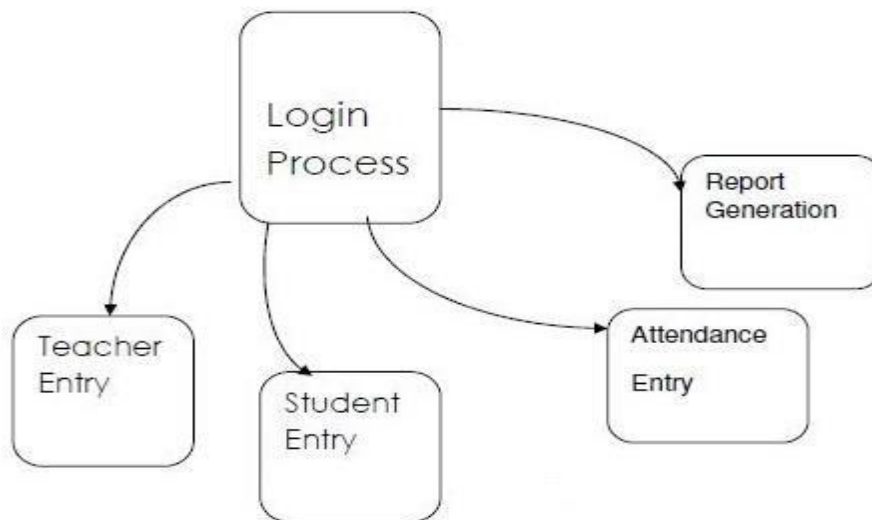 Login
Process
Report
Generation
Teacher
Entry
Student
Entry
Attendance
Entry